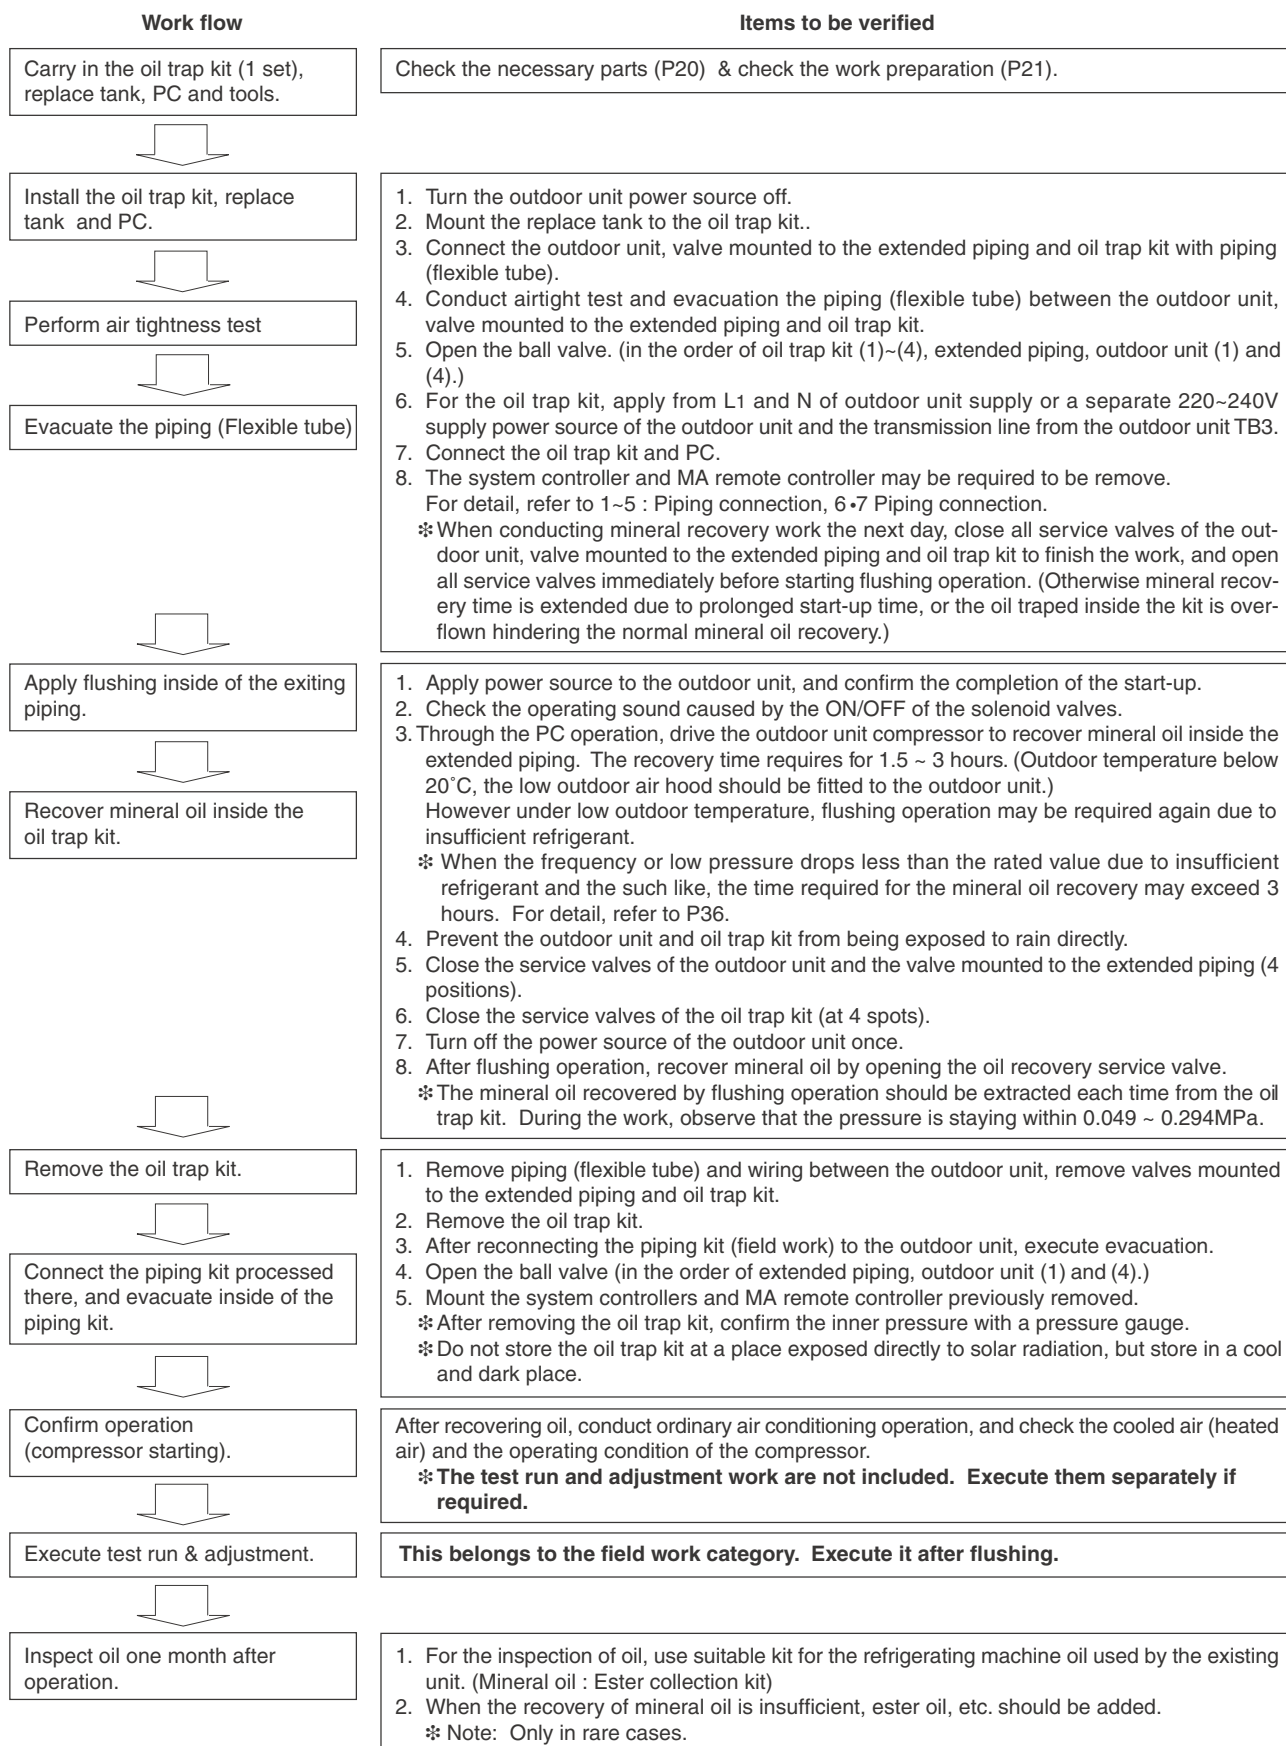 Work flow
Items to be verified
Carry in the oil trap kit (1 set),
replace tank, PC and tools.
Check the necessary parts (P20)  & check the work preparation (P21).
Install the oil trap kit, replace
tank  and PC.
Perform air tightness test
Evacuate the piping (Flexible tube)
1. Turn the outdoor unit power source off.
2. Mount the replace tank to the oil trap kit..
3. Connect the outdoor unit, valve mounted to the extended piping and oil trap kit with piping
(flexible tube).
4. Conduct airtight test and evacuation the piping (flexible tube) between the outdoor unit,
valve mounted to the extended piping and oil trap kit.
5. Open the ball valve. (in the order of oil trap kit (1)~(4), extended piping, outdoor unit (1) and
(4).)
6. For the oil trap kit, apply from L1 and N of outdoor unit supply or a separate 220~240V
supply power source of the outdoor unit and the transmission line from the outdoor unit TB3.
7. Connect the oil trap kit and PC.
8. The system controller and MA remote controller may be required to be remove.
For detail, refer to 1~5 : Piping connection, 6•7 Piping connection.
❇ When conducting mineral recovery work the next day, close all service valves of the out-
door unit, valve mounted to the extended piping and oil trap kit to finish the work, and open
all service valves immediately before starting flushing operation. (Otherwise mineral recov-
ery time is extended due to prolonged start-up time, or the oil traped inside the kit is over-
flown hindering the normal mineral oil recovery.)
Apply flushing inside of the exiting
piping.
Recover mineral oil inside the
oil trap kit.
1. Apply power source to the outdoor unit, and confirm the completion of the start-up.
2. Check the operating sound caused by the ON/OFF of the solenoid valves.
3. Through the PC operation, drive the outdoor unit compressor to recover mineral oil inside the
extended piping.  The recovery time requires for 1.5 ~ 3 hours. (Outdoor temperature below
20˚C, the low outdoor air hood should be fitted to the outdoor unit.)
However under low outdoor temperature, flushing operation may be required again due to
insufficient refrigerant.
❇ When the frequency or low pressure drops less than the rated value due to insufficient
refrigerant and the such like, the time required for the mineral oil recovery may exceed 3
hours.  For detail, refer to P36.
4. Prevent the outdoor unit and oil trap kit from being exposed to rain directly.
5. Close the service valves of the outdoor unit and the valve mounted to the extended piping (4
positions).
6. Close the service valves of the oil trap kit (at 4 spots).
7. Turn off the power source of the outdoor unit once.
8. After flushing operation, recover mineral oil by opening the oil recovery service valve.
❇ The mineral oil recovered by flushing operation should be extracted each time from the oil
trap kit.  During the work, observe that the pressure is staying within 0.049 ~ 0.294MPa.
Remove the oil trap kit.
Connect the piping kit processed
there, and evacuate inside of the
piping kit.
1. Remove piping (flexible tube) and wiring between the outdoor unit, remove valves mounted
to the extended piping and oil trap kit.
2. Remove the oil trap kit.
3. After reconnecting the piping kit (field work) to the outdoor unit, execute evacuation.
4. Open the ball valve (in the order of extended piping, outdoor unit (1) and (4).)
5. Mount the system controllers and MA remote controller previously removed.
❇ After removing the oil trap kit, confirm the inner pressure with a pressure gauge.
❇ Do not store the oil trap kit at a place exposed directly to solar radiation, but store in a cool
and dark place.
Confirm operation
(compressor starting).
After recovering oil, conduct ordinary air conditioning operation, and check the cooled air (heated
air) and the operating condition of the compressor.
❇ The test run and adjustment work are not included.  Execute them separately if
required.
Execute test run & adjustment.
This belongs to the field work category.  Execute it after flushing.
Inspect oil one month after
operation.
1. For the inspection of oil, use suitable kit for the refrigerating machine oil used by the existing
unit. (Mineral oil : Ester collection kit)
2. When the recovery of mineral oil is insufficient, ester oil, etc. should be added.
❇ Note:  Only in rare cases.